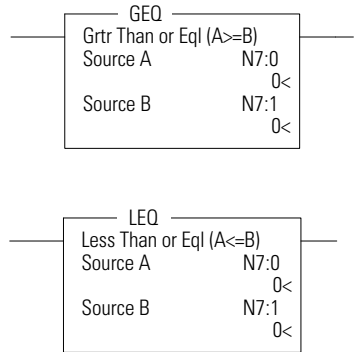 GEQ
Grtr Than or Eql (A>=B)
Source A N7:0
0<
Source B N7:1
0<
LEQ
Less Than or Eql (A<=B)
Source A N7:0
0<
Source B N7:1
0<